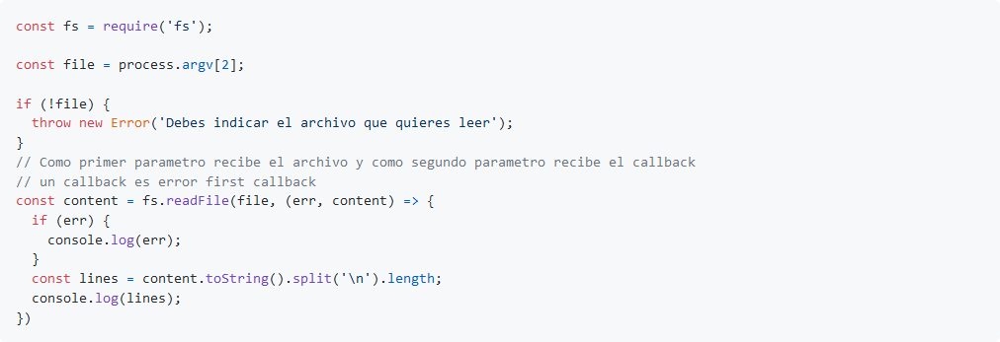 const fs = require('fs');
const file = process.argv[2];
if (!file) {
  throw new Error('Debes indicar el archivo que quieres leer');
}
// Como primer parametro recibe el archivo y como segundo parametro recibe el callback
// un callback es error first callback
const content = fs.readFile(file, (err, content) => {
  if (err) {
    console.log(err);
  }
  const lines = content.toString().split('\n').length;
  console.log(lines);
})